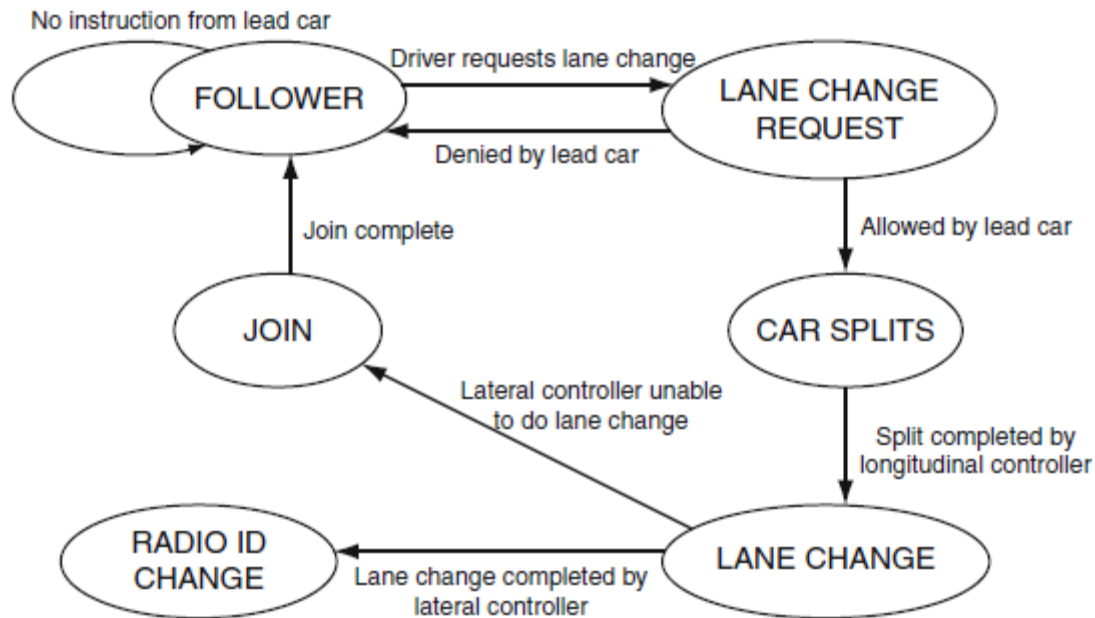 No instruction from lead car
Driver requests lane change
FOLLOWER
LANE CHANGE
REQUEST
Denied by lead car
Join complete
Allowed by lead car
JOIN
CAR SPLITS
Lateral controller unable
to do lane change
Split completed by
longitudinal controller
RADIO ID
CHANGE
LANE CHANGE
Lane change completed by
lateral controller